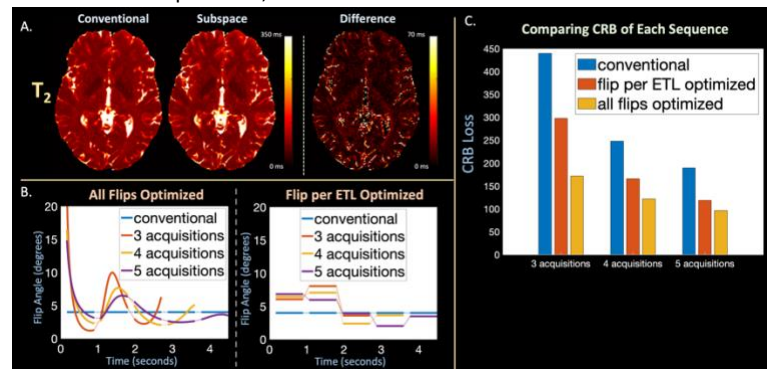 A.
Conventional
Subspace
Difference
350 ms
0 ms
70 ms
0 ms
T2
B.
All Flips Optimized
Flip Angle (degrees)
20
15
10
5
0
conventional
3 acquisitions
4 acquisitions
5 acquisitions
0 1 2 3 4
Time (seconds)
Flip per ETL Optimized
Flip Angle (degrees)
20
15
10
5
0
conventional
3 acquisitions
4 acquisitions
5 acquisitions
0 1 2 3 4
Time (seconds)
C.
Comparing CRB of Each Sequence
CRB Loss
450
400
350
300
250
200
150
100
50
0
conventional
flip per ETL optimized
all flips optimized
3 acquisitions 4 acquisitions 5 acquisitions